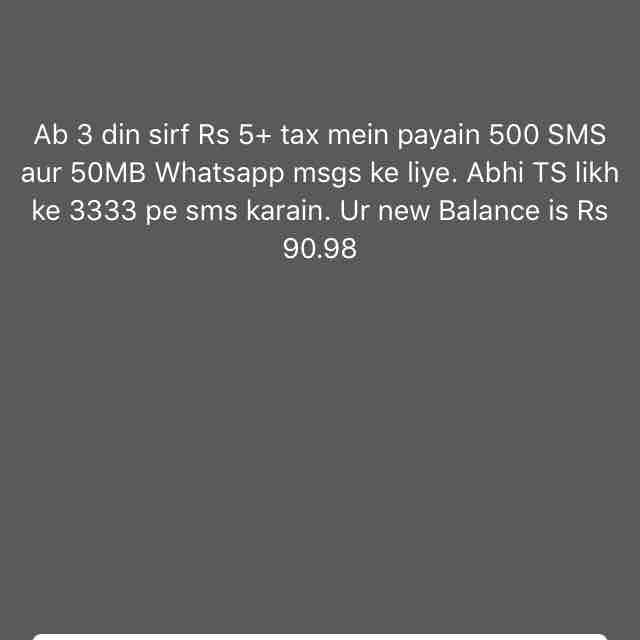 Ab 3 din sirf Rs 5+ tax mein payain 500 SMS
aur 50MB Whatsapp msgs ke liye. Abhi TS likh
ke 3333 pe sms karain. Ur new Balance is Rs
90.98